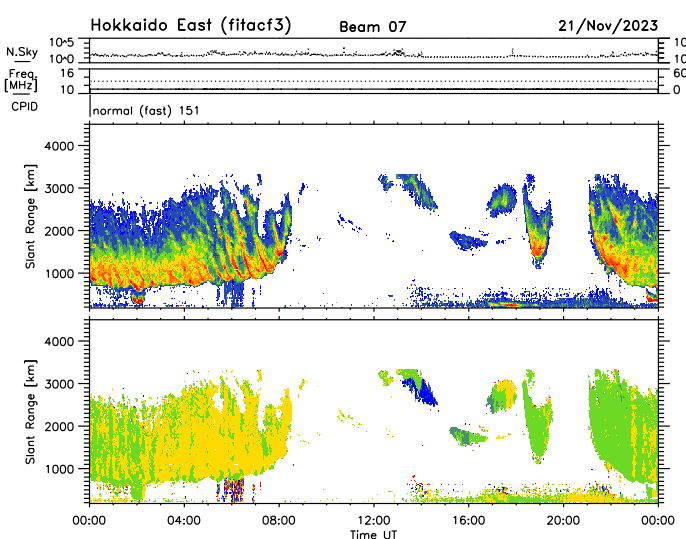 Hokkaido East (fitacf3) Beam 07 21/Nov/2023
N.Sky 10^5 10^0 10 10
Freq. [MHz] 16 10 60 0
CPID normal (fast) 151
Slant Range [km] 4000 3000 2000 1000
Slant Range [km] 4000 3000 2000 1000
00:00 04:00 08:00 12:00 16:00 20:00 00:00
Time UT